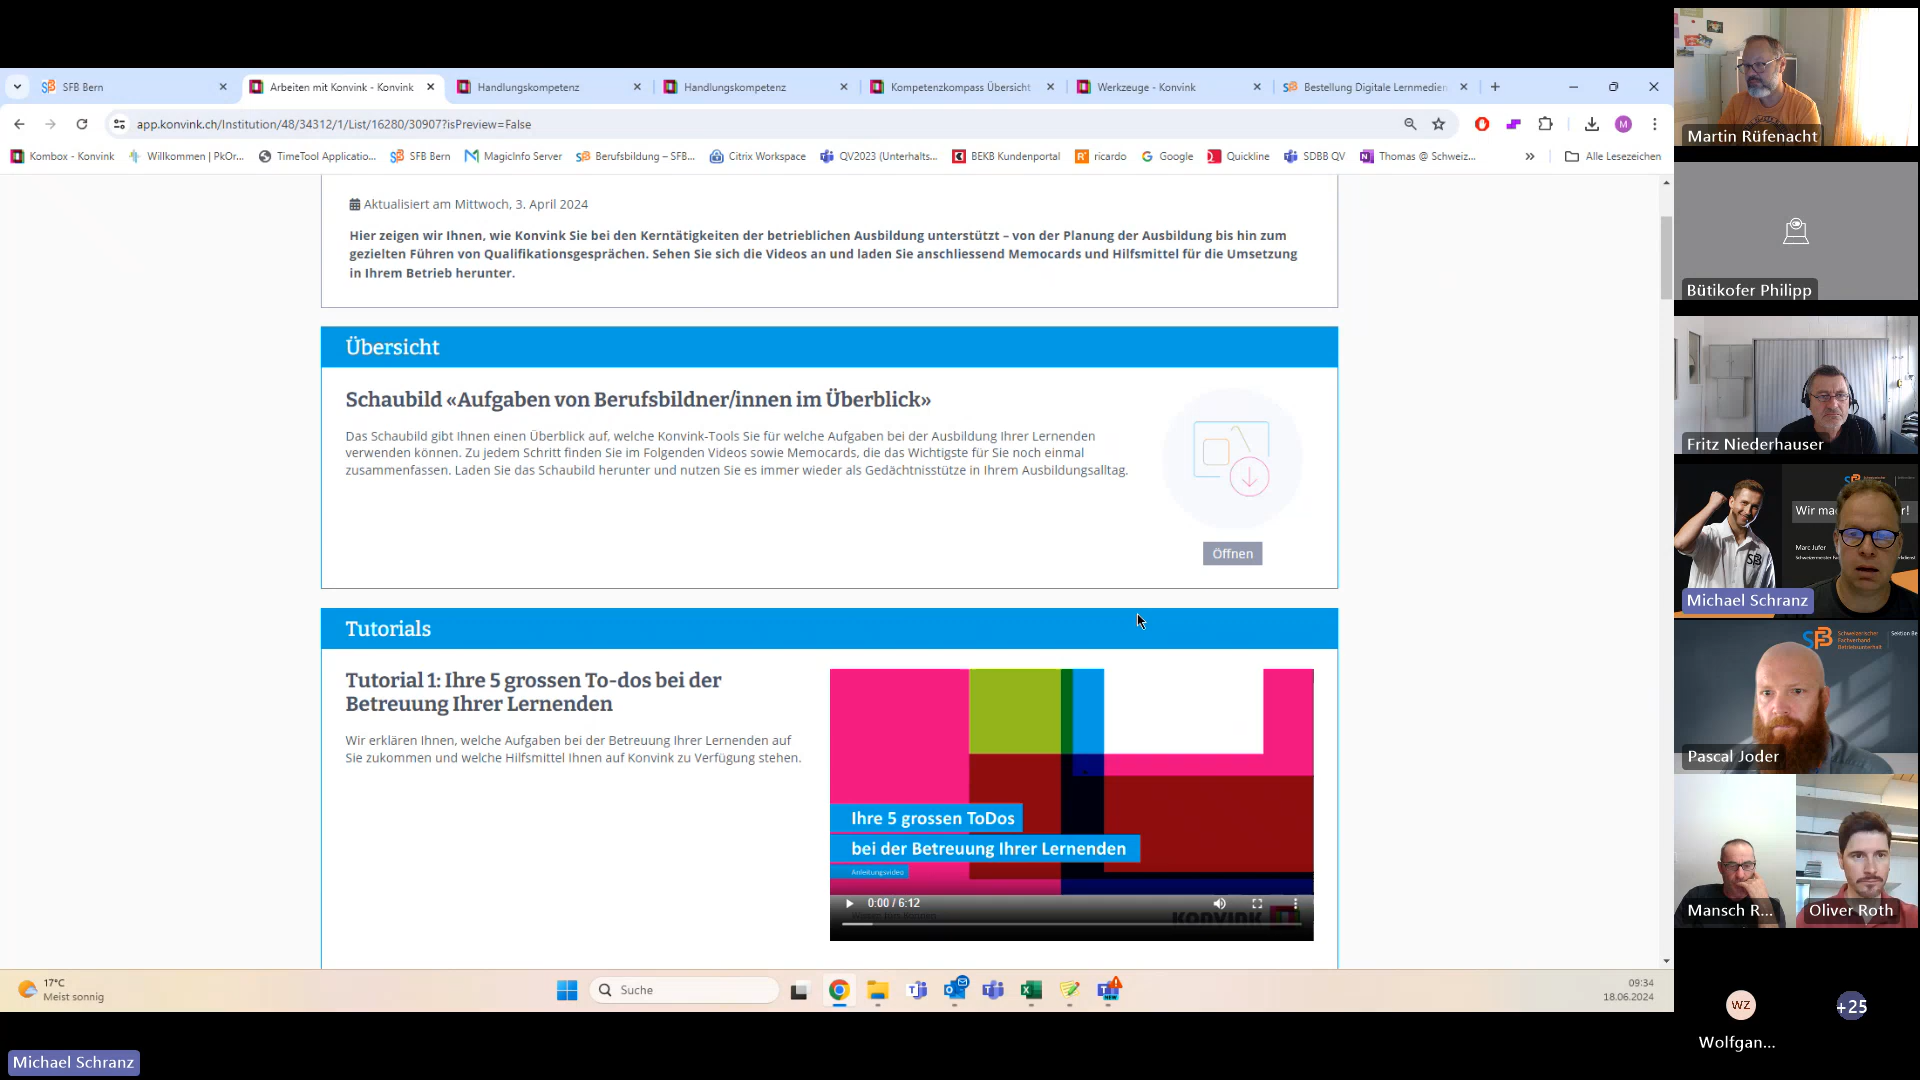 SFB Bern
Arbeiten mit Konvink - Konvink
Handlungskompetenz
Handlungskompetenz
Kompetenzkompass Übersicht
Werkzeuge - Konvink
Bestellung Digitale Lernmedien
app.konvink.ch/Institution/48/34312/1/List/16280/30907?isPreview=False
M
Kombox - Konvink
Willkommen | PkOr...
TimeTool Applicatio...
SFB Bern
MagicInfo Server
Berufsbildung – SFB...
Citrix Workspace
QV2023 (Unterhalts...
BEKB Kundenportal
ricardo
Google
Quickline
SDBB QV
Thomas @ Schweiz...
Alle Lesezeichen
Aktualisiert am Mittwoch, 3. April 2024
Hier zeigen wir Ihnen, wie Konvink Sie bei den Kerntätigkeiten der betrieblichen Ausbildung unterstützt – von der Planung der Ausbildung bis hin zum
gezielten Führen von Qualifikationsgesprächen. Sehen Sie sich die Videos an und laden Sie anschliessend Memocards und Hilfsmittel für die Umsetzung
in Ihrem Betrieb herunter.
Übersicht
Schaubild «Aufgaben von Berufsbildner/innen im Überblick»
Das Schaubild gibt Ihnen einen Überblick auf, welche Konvink-Tools Sie für welche Aufgaben bei der Ausbildung Ihrer Lernenden
verwenden können. Zu jedem Schritt finden Sie im Folgenden Videos sowie Memocards, die das Wichtigste für Sie noch einmal
zusammenfassen. Laden Sie das Schaubild herunter und nutzen Sie es immer wieder als Gedächtnisstütze in Ihrem Ausbildungsalltag.
Öffnen
Tutorials
Tutorial 1: Ihre 5 grossen To-dos bei der
Betreuung Ihrer Lernenden
Wir erklären Ihnen, welche Aufgaben bei der Betreuung Ihrer Lernenden auf
Sie zukommen und welche Hilfsmittel Ihnen auf Konvink zu Verfügung stehen.
Ihre 5 grossen ToDos
bei der Betreuung Ihrer Lernenden
Anleitungsvideo
0:00 / 6:12
KONVINK
17°C
Meist sonnig
Suche
09:34
18.06.2024
Michael Schranz
Martin Rüfenacht
Bütikofer Philipp
Fritz Niederhauser
Wir ma
r!
Marc Jufer
Michael Schranz
Schweizerischer
Fachverband
Betriebsunterhalt
Sektion Be
Pascal Joder
Mansch R...
Oliver Roth
WZ
+25
Wolfgan...